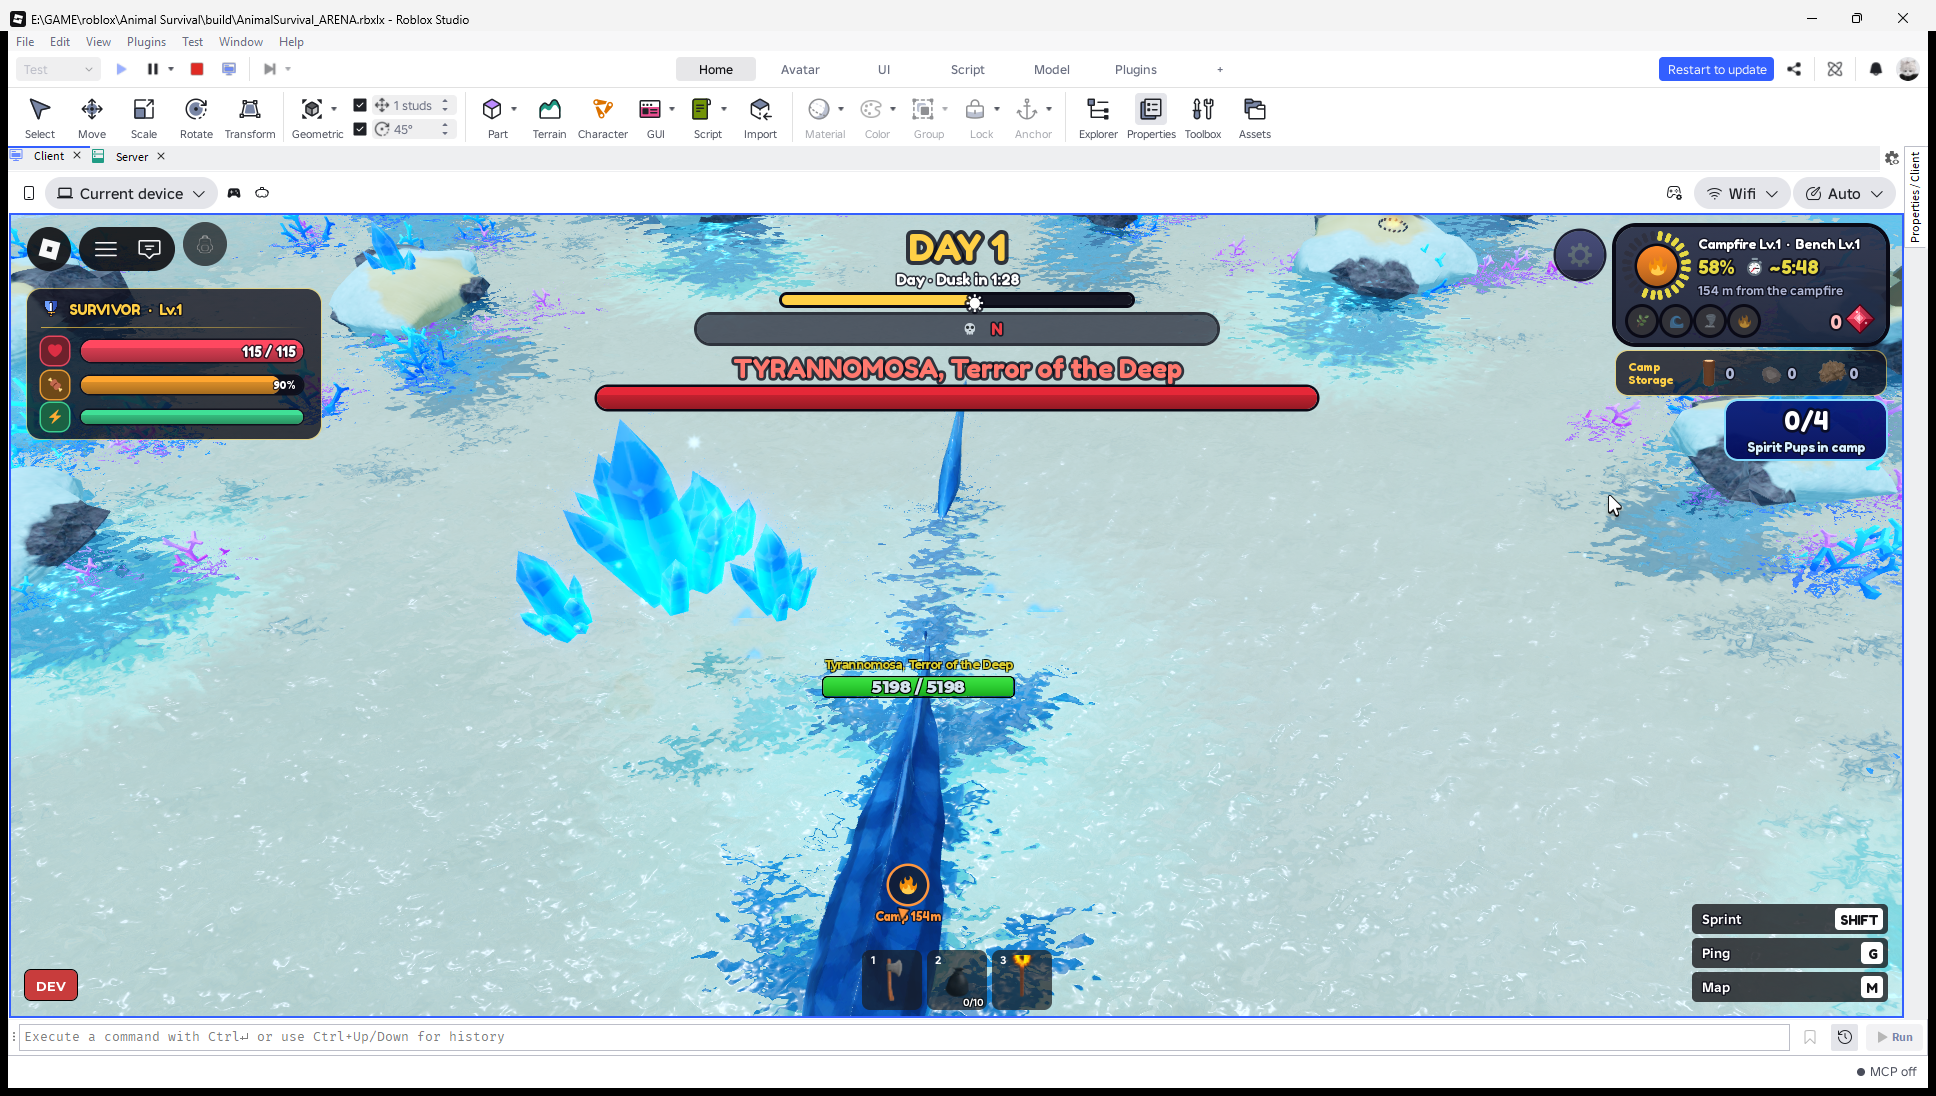 E:\GAME\roblox\Animal Survival\build\AnimalSurvival_ARENA.rbxlx - Roblox Studio
File Edit View Plugins Test Window Help
Test
Home Avatar UI Script Model Plugins +
Restart to update
Select Move Scale Rotate Transform Geometric
1 studs
45°
Part Terrain Character GUI Script Import Material Color Group Lock Anchor Explorer Properties Toolbox Assets
Client Server
Properties / Client
Current device
Wifi Auto
DAY 1
Day · Dusk in 1:28
N
TYRANNOMOSA, Terror of the Deep
SURVIVOR · Lv.1
115 / 115
90%
Campfire Lv.1 · Bench Lv.1
58% ~5:48
154 m from the campfire
0
Camp Storage 0 0 0
0/4
Spirit Pups in camp
Tyrannomosa, Terror of the Deep
5198 / 5198
Camp 154m
1 2 3
0/10
Sprint SHIFT
Ping G
Map M
DEV
Execute a command with Ctrl↵ or use Ctrl+Up/Down for history
Run
MCP off